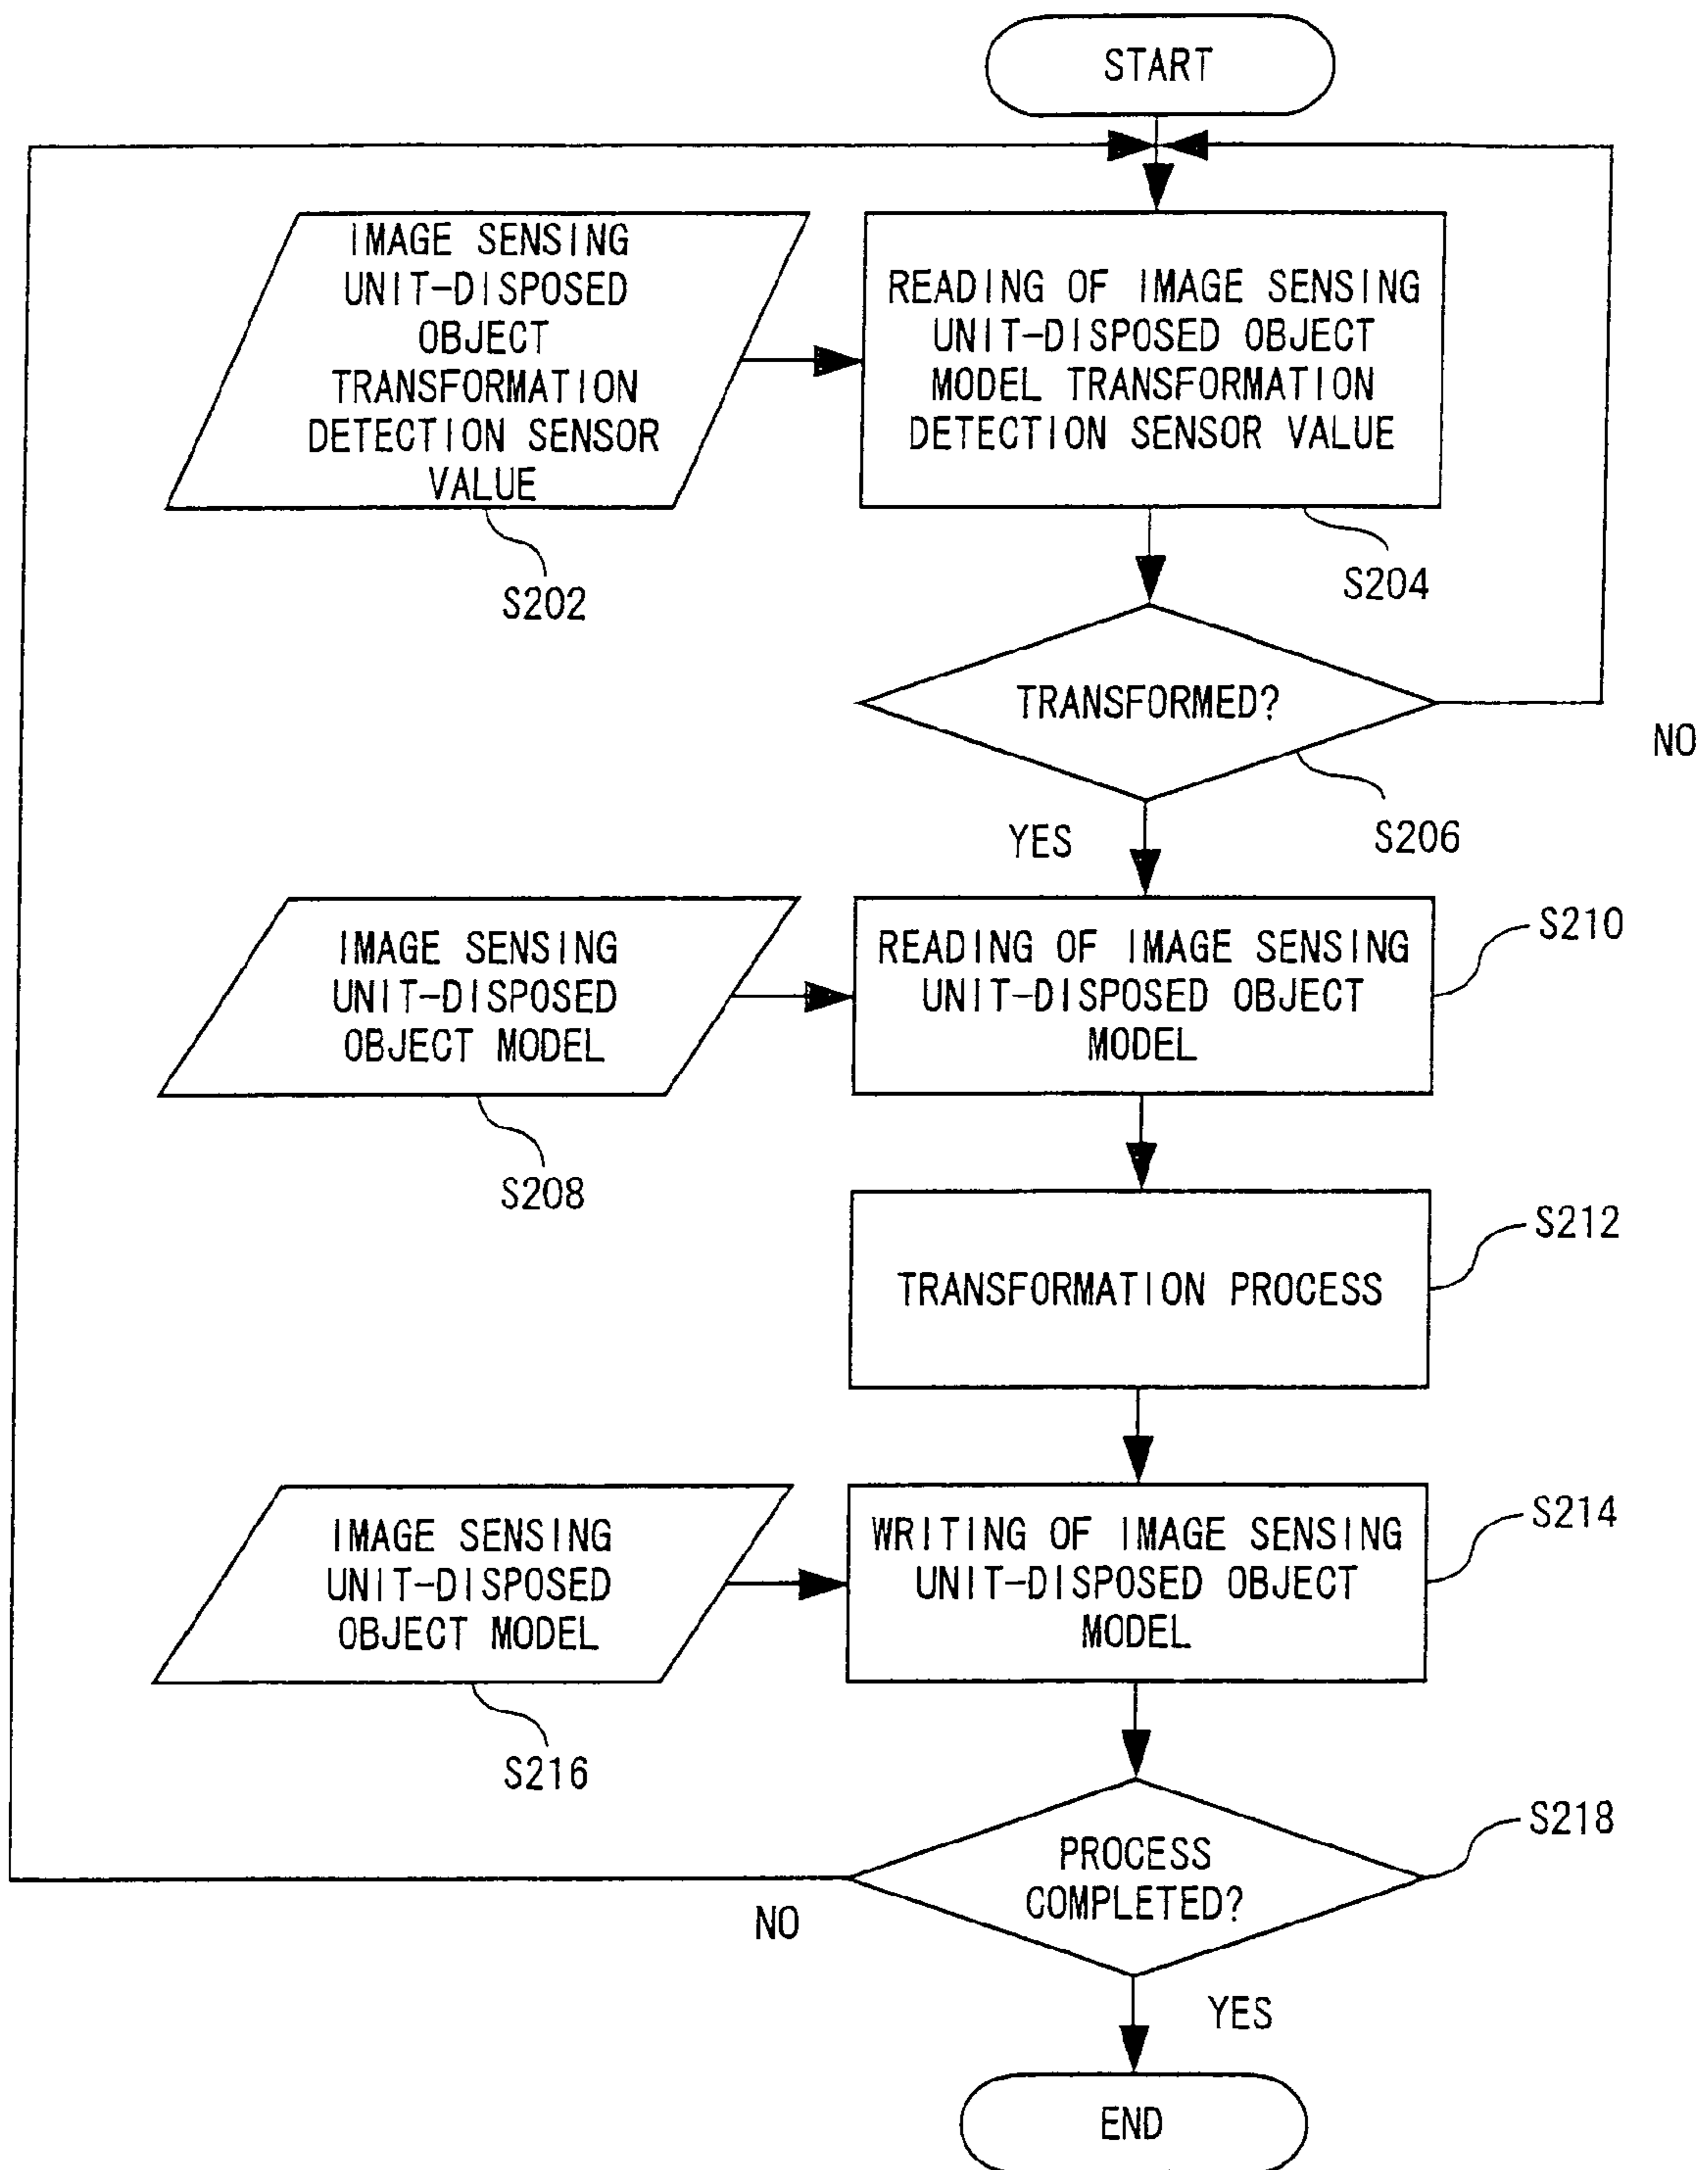 START
IMAGE SENSING
UNIT-DISPOSED
OBJECT
TRANSFORMATION
DETECTION SENSOR
VALUE
S202
READING OF IMAGE SENSING
UNIT-DISPOSED OBJECT
MODEL TRANSFORMATION
DETECTION SENSOR VALUE
S204
TRANSFORMED?
NO
S206
YES
IMAGE SENSING
UNIT-DISPOSED
OBJECT MODEL
S208
READING OF IMAGE SENSING
UNIT-DISPOSED OBJECT
MODEL
S210
TRANSFORMATION PROCESS
S212
IMAGE SENSING
UNIT-DISPOSED
OBJECT MODEL
S216
WRITING OF IMAGE SENSING
UNIT-DISPOSED OBJECT
MODEL
S214
PROCESS
COMPLETED?
S218
NO
YES
END